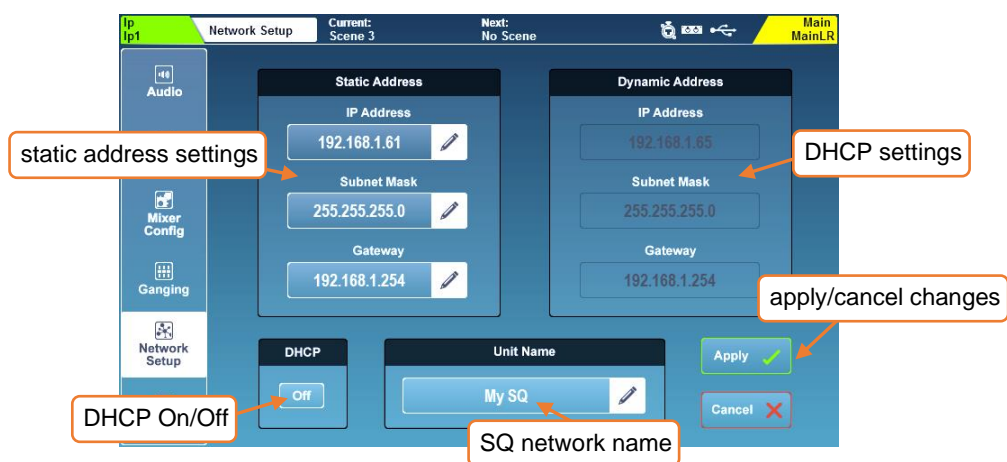 Ip
Ip1
Network Setup
Current:
Scene 3
Next:
No Scene
Main
MainLR
Audio
Static Address
Dynamic Address
IP Address
IP Address
192.168.1.61
192.168.1.65
static address settings
DHCP settings
Subnet Mask
Subnet Mask
Mixer
Config
255.255.255.0
255.255.255.0
Gateway
Gateway
Ganging
192.168.1.254
192.168.1.254
apply/cancel changes
Network
Setup
DHCP
Unit Name
Apply
Off
My SQ
Cancel
DHCP On/Off
SQ network name